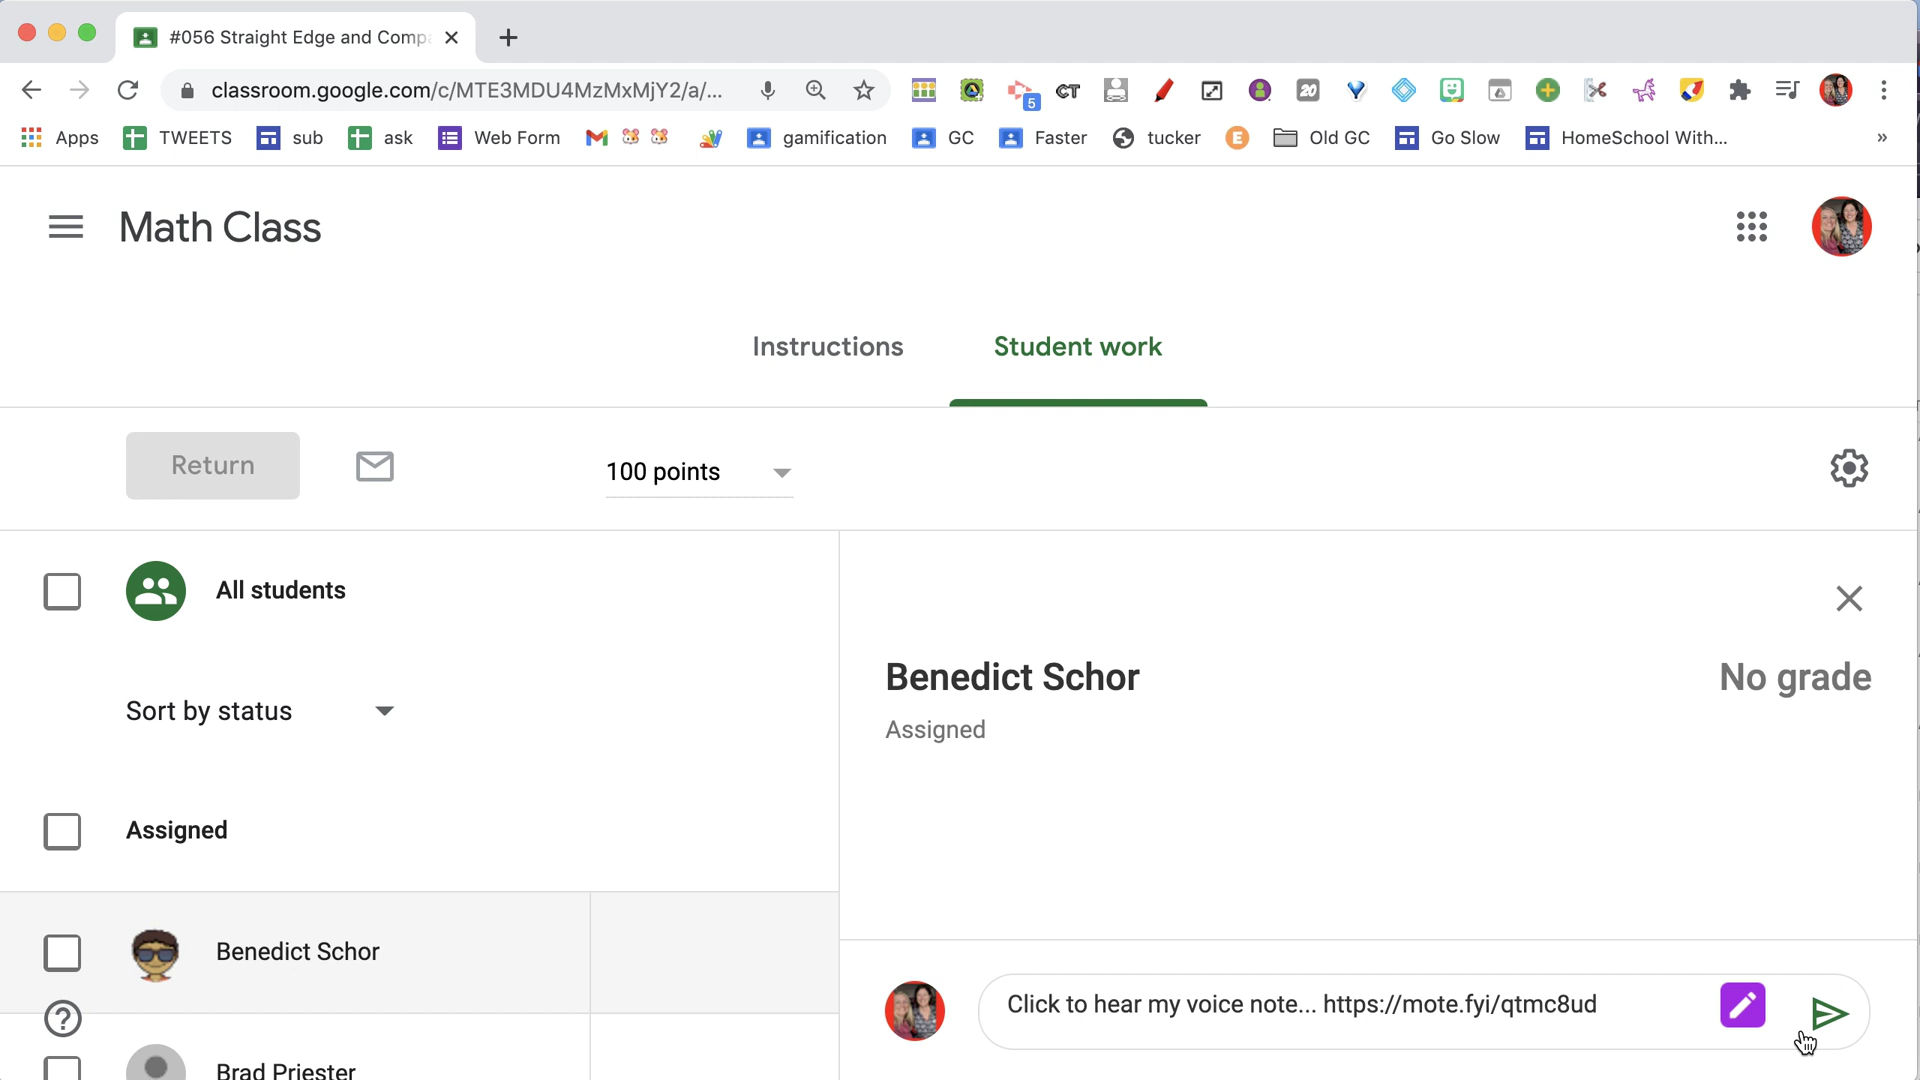 #056 Straight Edge and Comp
classroom.google.com/c/MTE3MDU4MzMxMjY2/a/...
5
CT
20
Apps
TWEETS
sub
ask
Web Form
gamification
GC
Faster
tucker
E
Old GC
Go Slow
HomeSchool With...
»
Math Class
Instructions
Student work
Return
100 points
All students
Sort by status
Benedict Schor
No grade
Assigned
Assigned
Benedict Schor
Click to hear my voice note... https://mote.fyi/qtmc8ud
Brad Priester